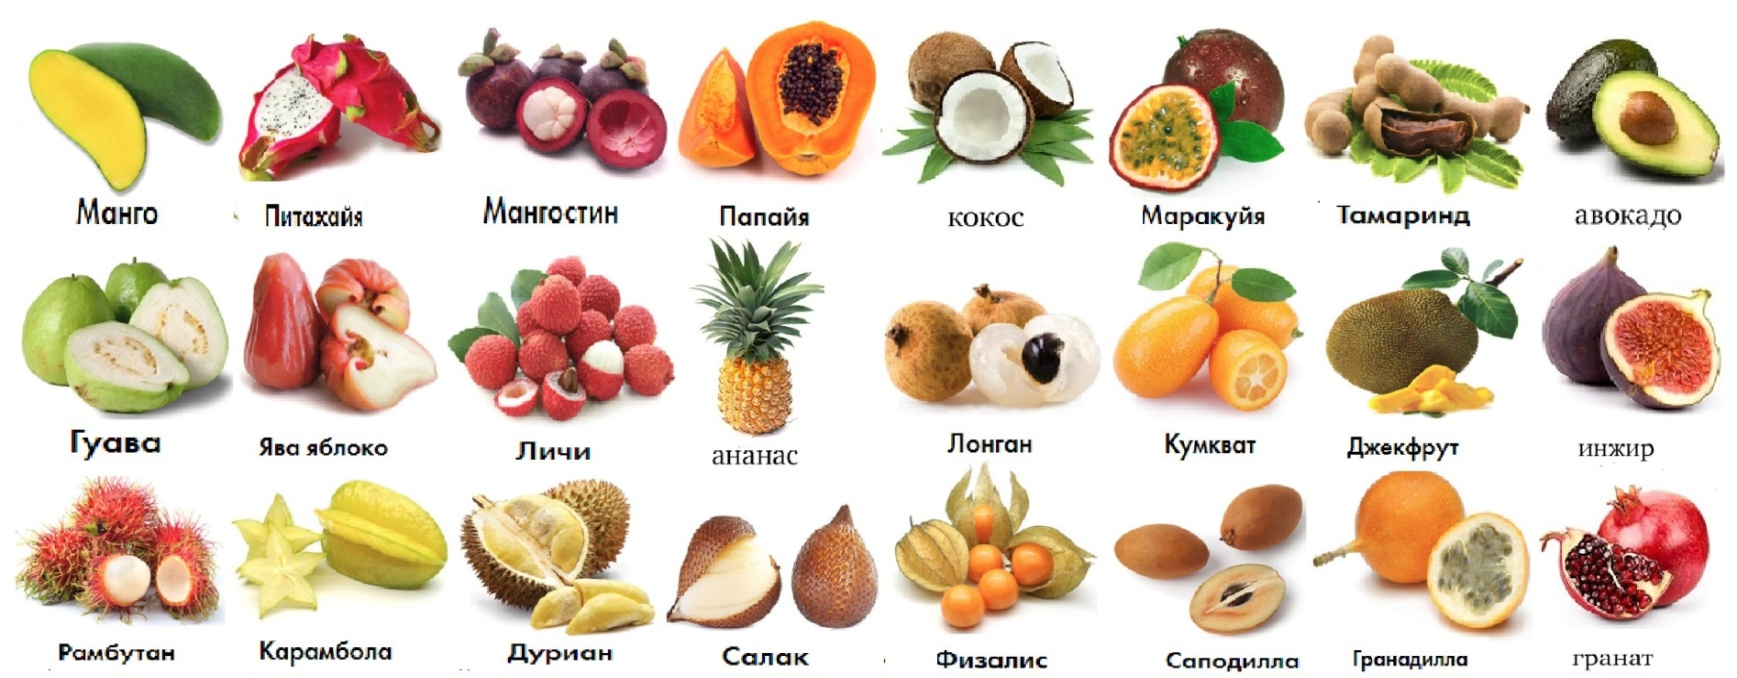 Манго
Питахайя
Мангостин
Папайя
кокос
Маракуйя
Тамаринд
авокадо
Гуава
Ява яблоко
Личи
ананас
Лонган
Кумкват
Джекфрут
инжир
Рамбутан
Карамбола
Дуриан
Салак
Физалис
Саподилла
Гранадилла
гранат